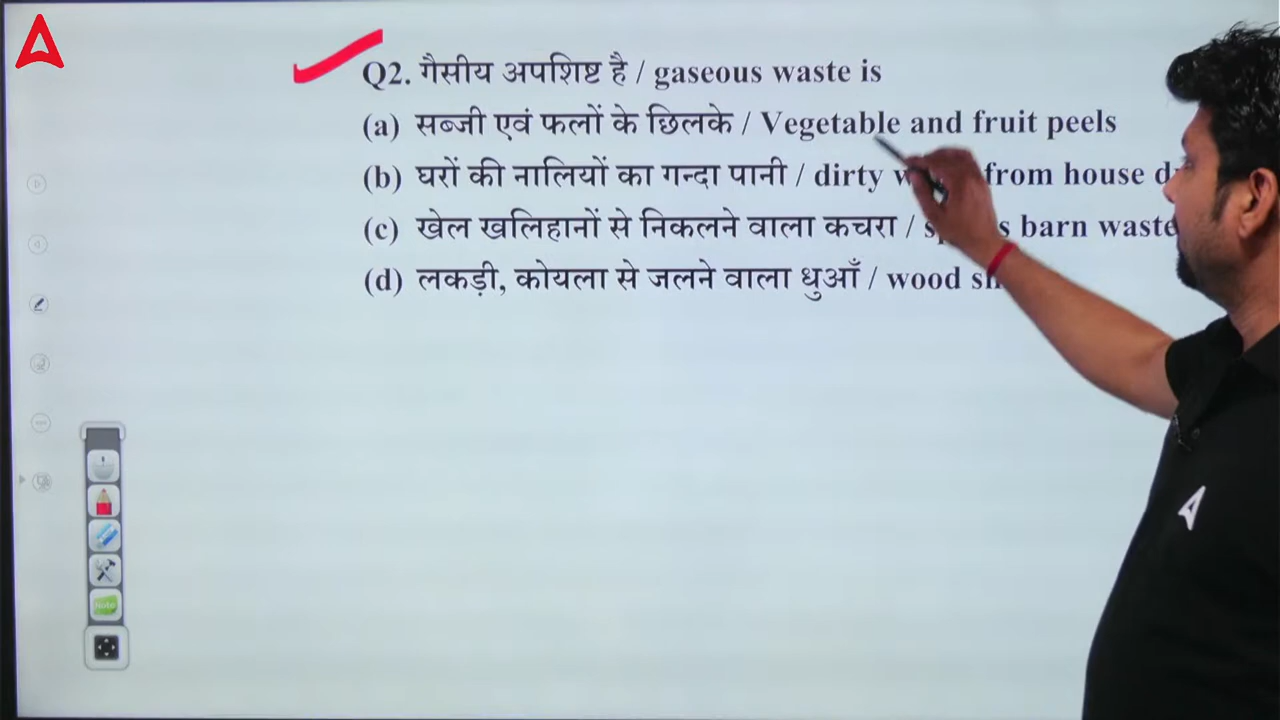 Q2. गैसीय अपशिष्ट है / gaseous waste is
(a) सब्जी एवं फलों के छिलके / Vegetable and fruit peels
(b) घरों की नालियों का गन्दा पानी / dirty from house
(c) खेल खलिहानों से निकलने वाला कचरा / barn waste
(d) लकड़ी, कोयला से जलने वाला धुआँ / wood
Note